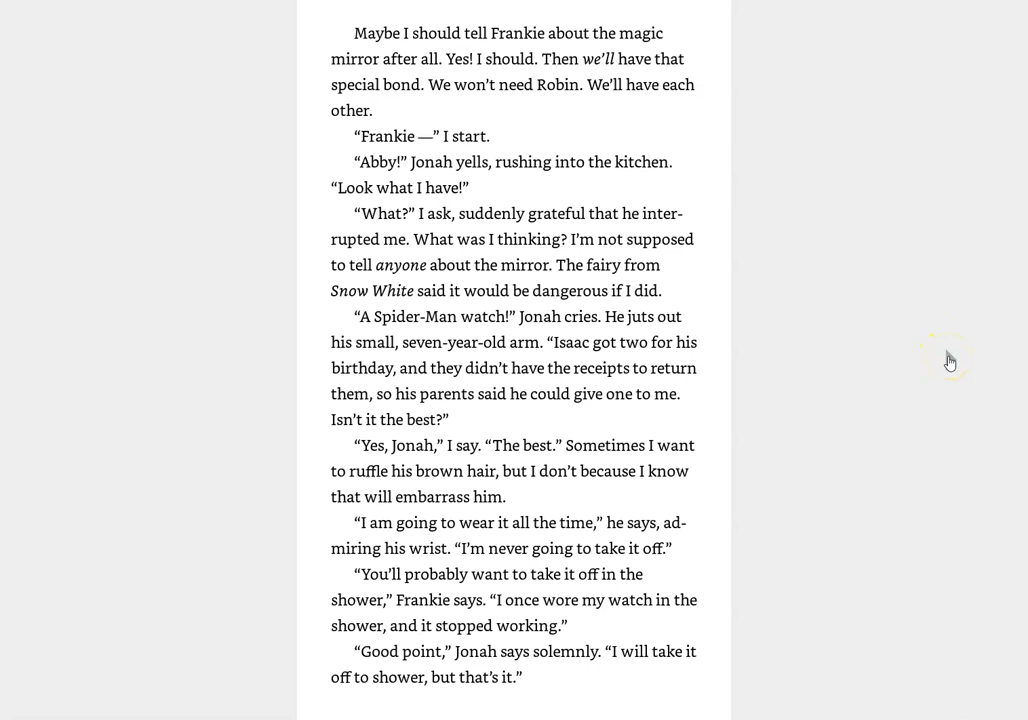 Maybe I should tell Frankie about the magic
mirror after all. Yes! I should. Then we’ll have that
special bond. We won’t need Robin. We’ll have each
other.
“Frankie —” I start.
“Abby!” Jonah yells, rushing into the kitchen.
“Look what I have!”
“What?” I ask, suddenly grateful that he inter-
rupted me. What was I thinking? I’m not supposed
to tell anyone about the mirror. The fairy from
Snow White said it would be dangerous if I did.
“A Spider-Man watch!” Jonah cries. He juts out
his small, seven-year-old arm. “Isaac got two for his
birthday, and they didn’t have the receipts to return
them, so his parents said he could give one to me.
Isn’t it the best?”
“Yes, Jonah,” I say. “The best.” Sometimes I want
to ruffle his brown hair, but I don’t because I know
that will embarrass him.
“I am going to wear it all the time,” he says, ad-
miring his wrist. “I’m never going to take it off.”
“You’ll probably want to take it off in the
shower,” Frankie says. “I once wore my watch in the
shower, and it stopped working.”
“Good point,” Jonah says solemnly. “I will take it
off to shower, but that’s it.”